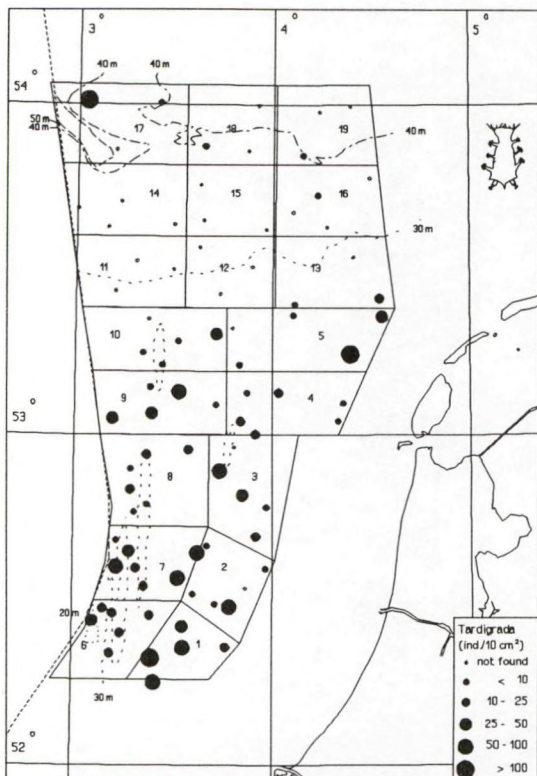 3° 4° 5°
40 m 40 m
54°
50 m
40 m
17 18 19 40 m
14 15 16
30 m
11 12 13
10 5
9 4
53°
8 3
7 2
20 m
6 1
30 m
52°
Tardigrada
(ind./10 cm²)
not found
< 10
10 - 25
25 - 50
50 - 100
> 100